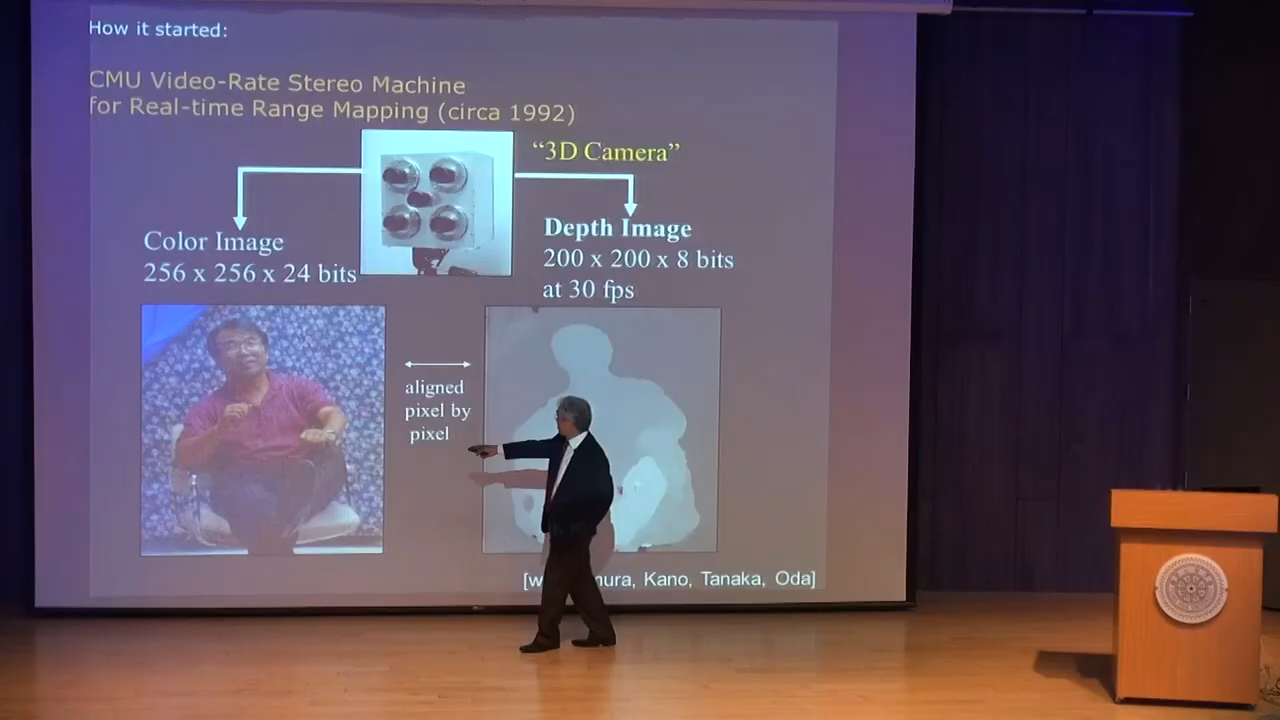 How it started:
CMU Video-Rate Stereo Machine
for Real-time Range Mapping (circa 1992)
“3D Camera”
Color Image
256 x 256 x 24 bits
Depth Image
200 x 200 x 8 bits
at 30 fps
aligned
pixel by
pixel
Kano, Tanaka, Oda]